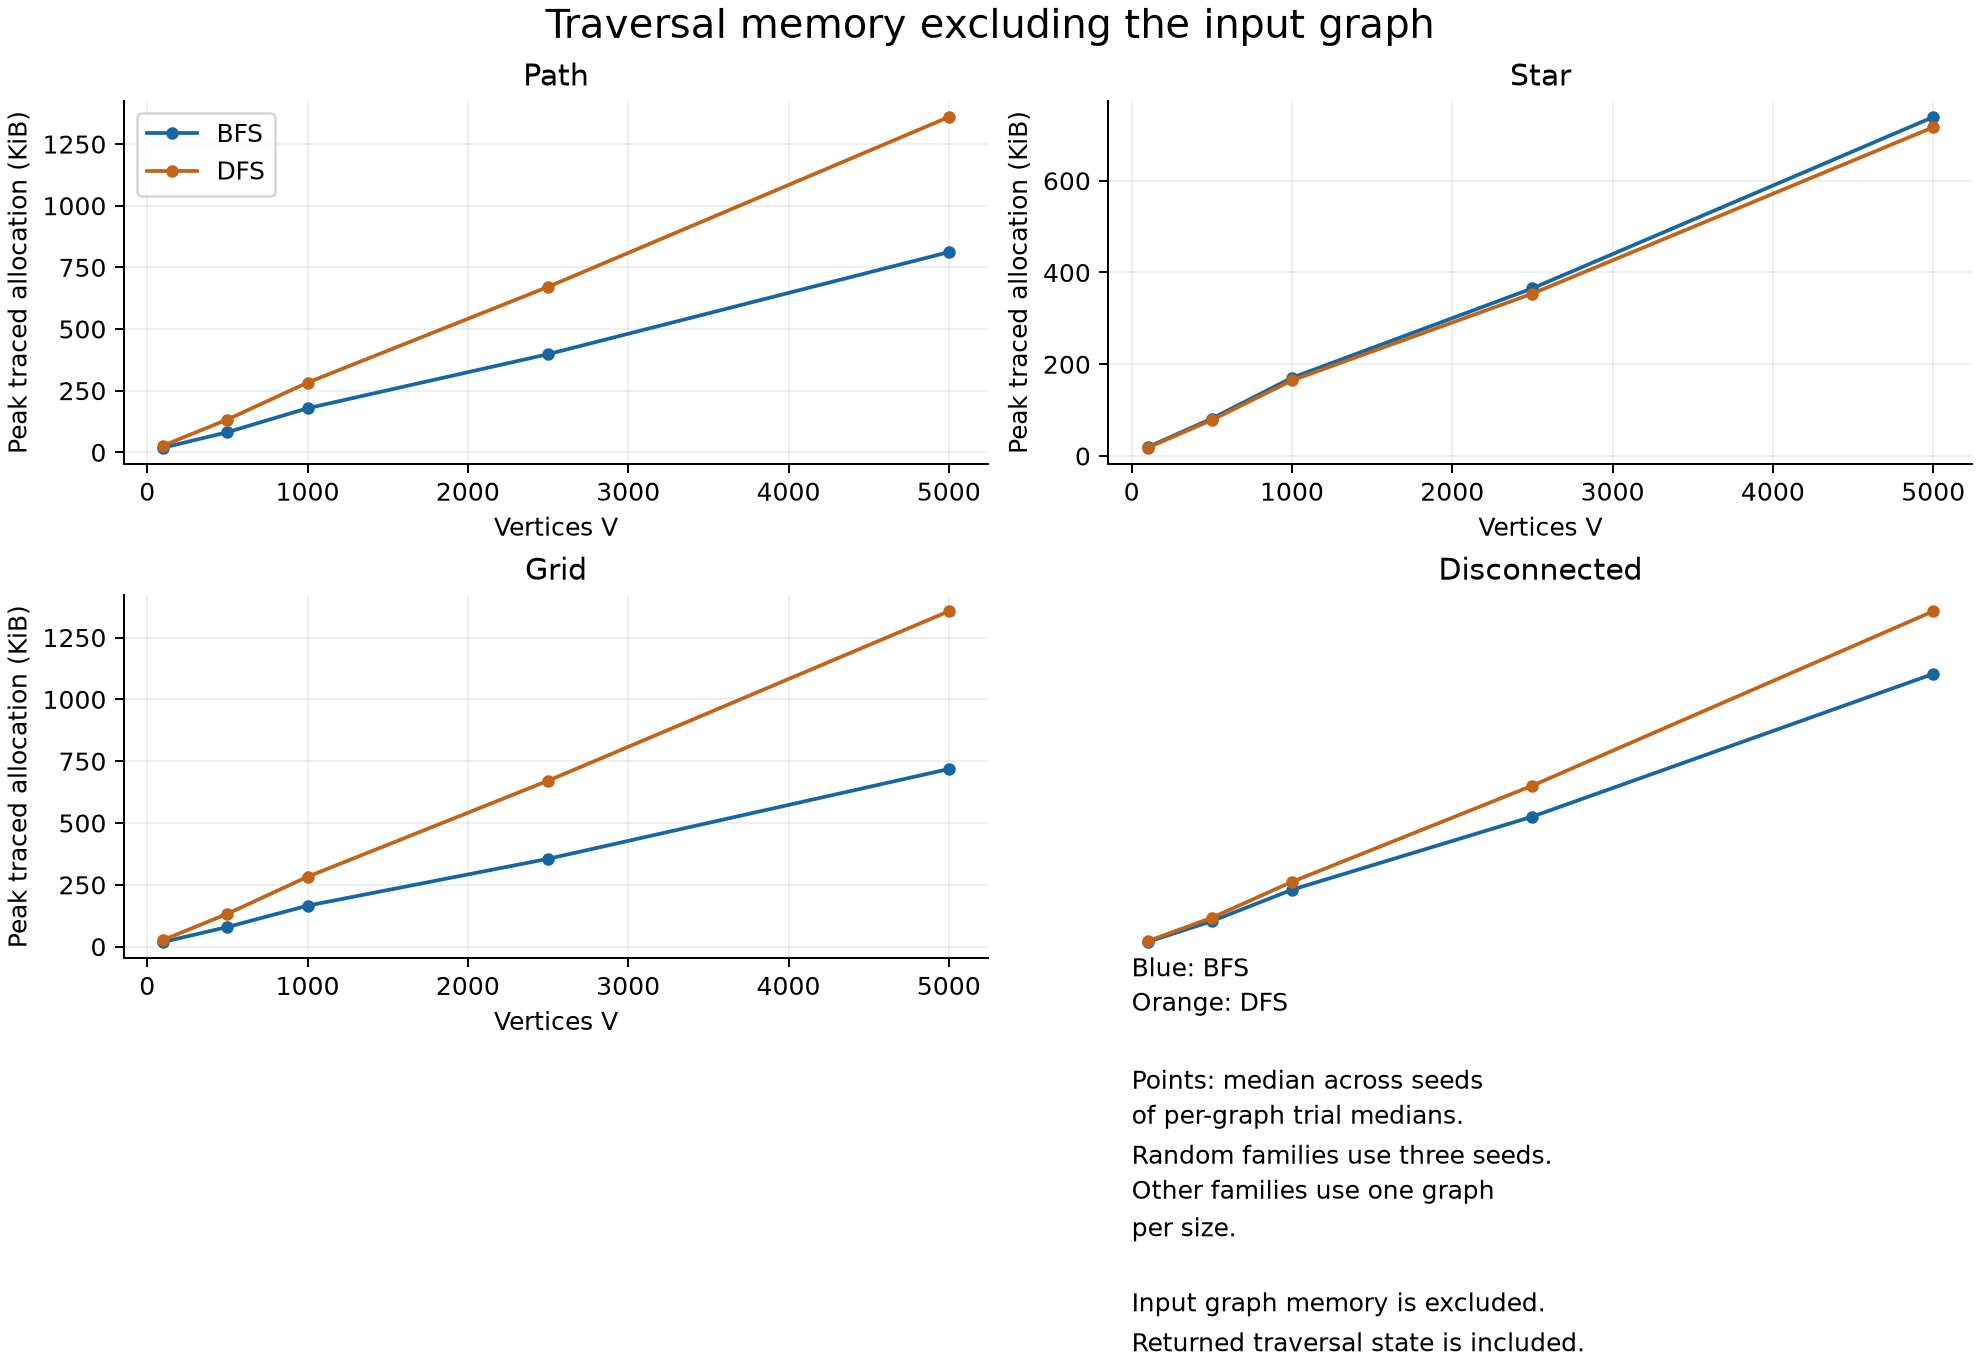 Traversal memory excluding the input graph
Path
Peak traced allocation (KiB)
1250
1000
750
500
250
0
BFS
DFS
0 1000 2000 3000 4000 5000
Vertices V
Star
Peak traced allocation (KiB)
600
400
200
0
0 1000 2000 3000 4000 5000
Vertices V
Grid
Peak traced allocation (KiB)
1250
1000
750
500
250
0
0 1000 2000 3000 4000 5000
Vertices V
Disconnected
Blue: BFS
Orange: DFS
Points: median across seeds
of per-graph trial medians.
Random families use three seeds.
Other families use one graph
per size.
Input graph memory is excluded.
Returned traversal state is included.